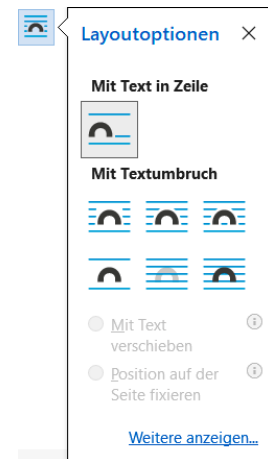 Layoutoptionen
Mit Text in Zeile
Mit Textumbruch
Mit Text
verschieben
Position auf der
Seite fixieren
Weitere anzeigen...